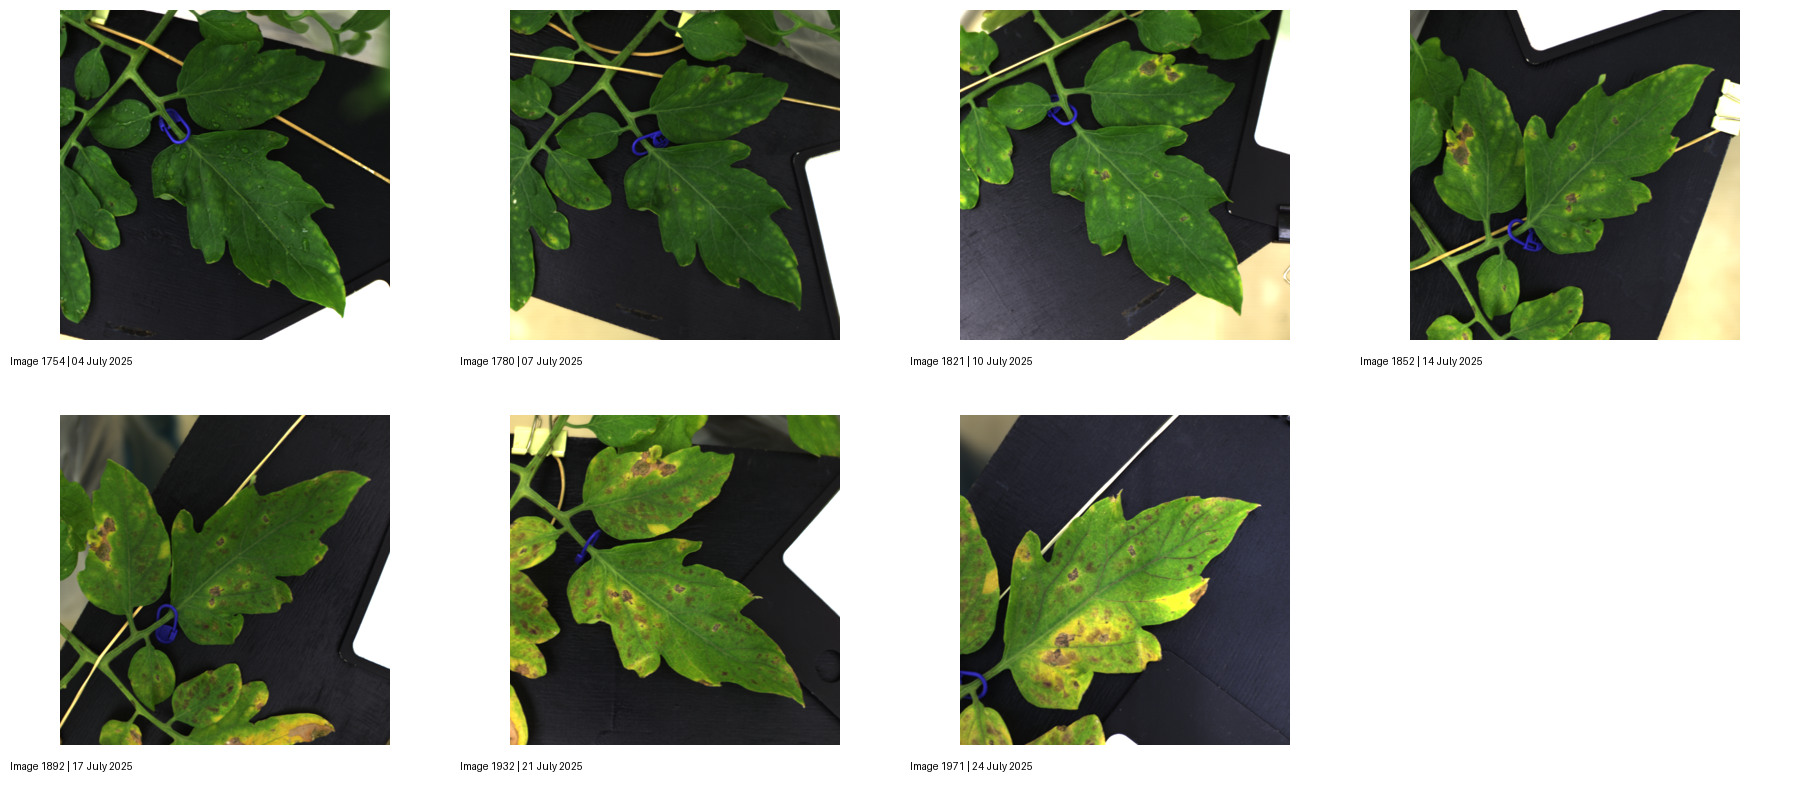 Image 1754 | 04 July 2025
Image 1780 | 07 July 2025
Image 1821 | 10 July 2025
Image 1852 | 14 July 2025
Image 1892 | 17 July 2025
Image 1932 | 21 July 2025
Image 1971 | 24 July 2025